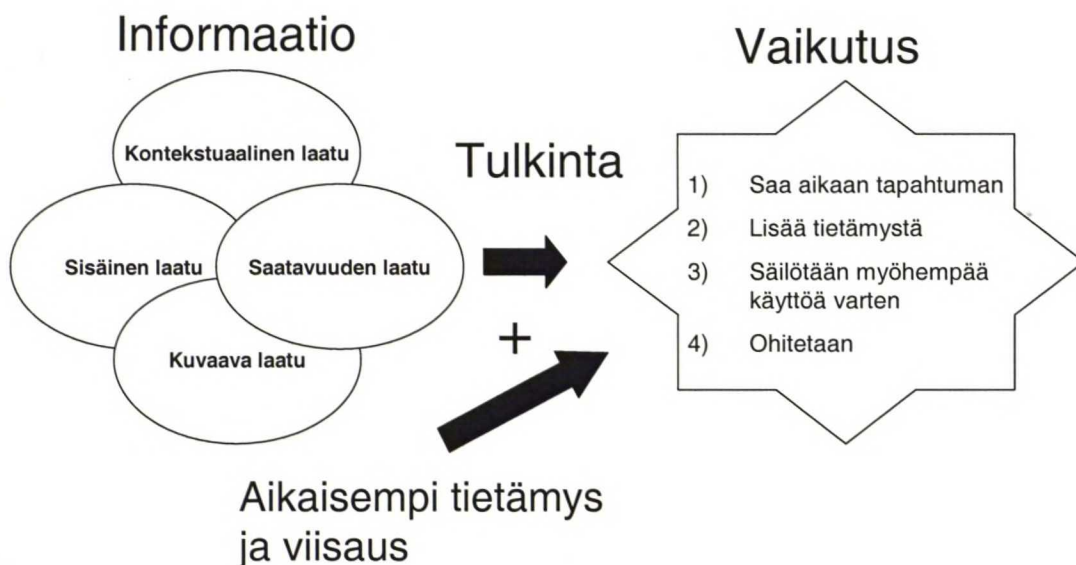 Informaatio
Kontekstuaalinen laatu
Sisäinen laatu
Saatavuuden laatu
Kuvaava laatu
Tulkinta
+
Aikaisempi tietämys
ja viisaus
Vaikutus
1) Saa aikaan tapahtuman
2) Lisää tietämystä
3) Säilötään myöhempää
käyttöä varten
4) Ohitetaan